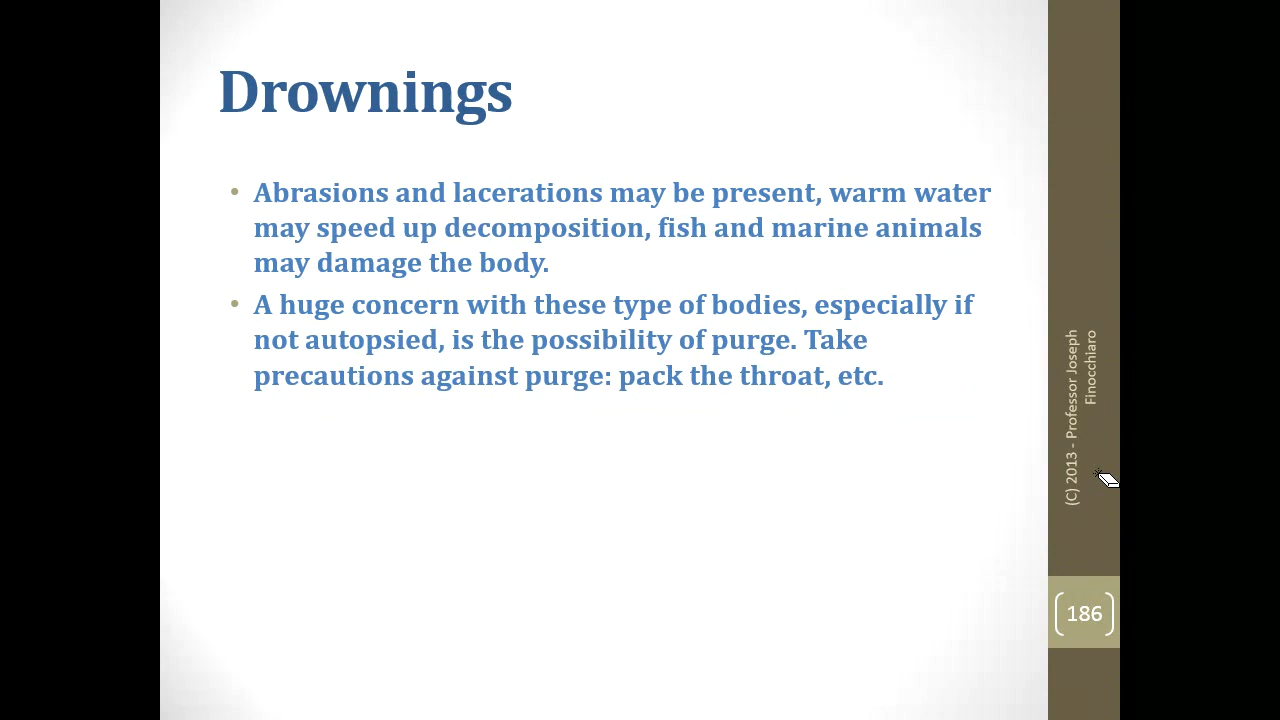 Drownings
• Abrasions and lacerations may be present, warm water
may speed up decomposition, fish and marine animals
may damage the body.
• A huge concern with these type of bodies, especially if
not autopsied, is the possibility of purge. Take
precautions against purge: pack the throat, etc.
(C) 2013 - Professor Joseph
Finocchiaro
186